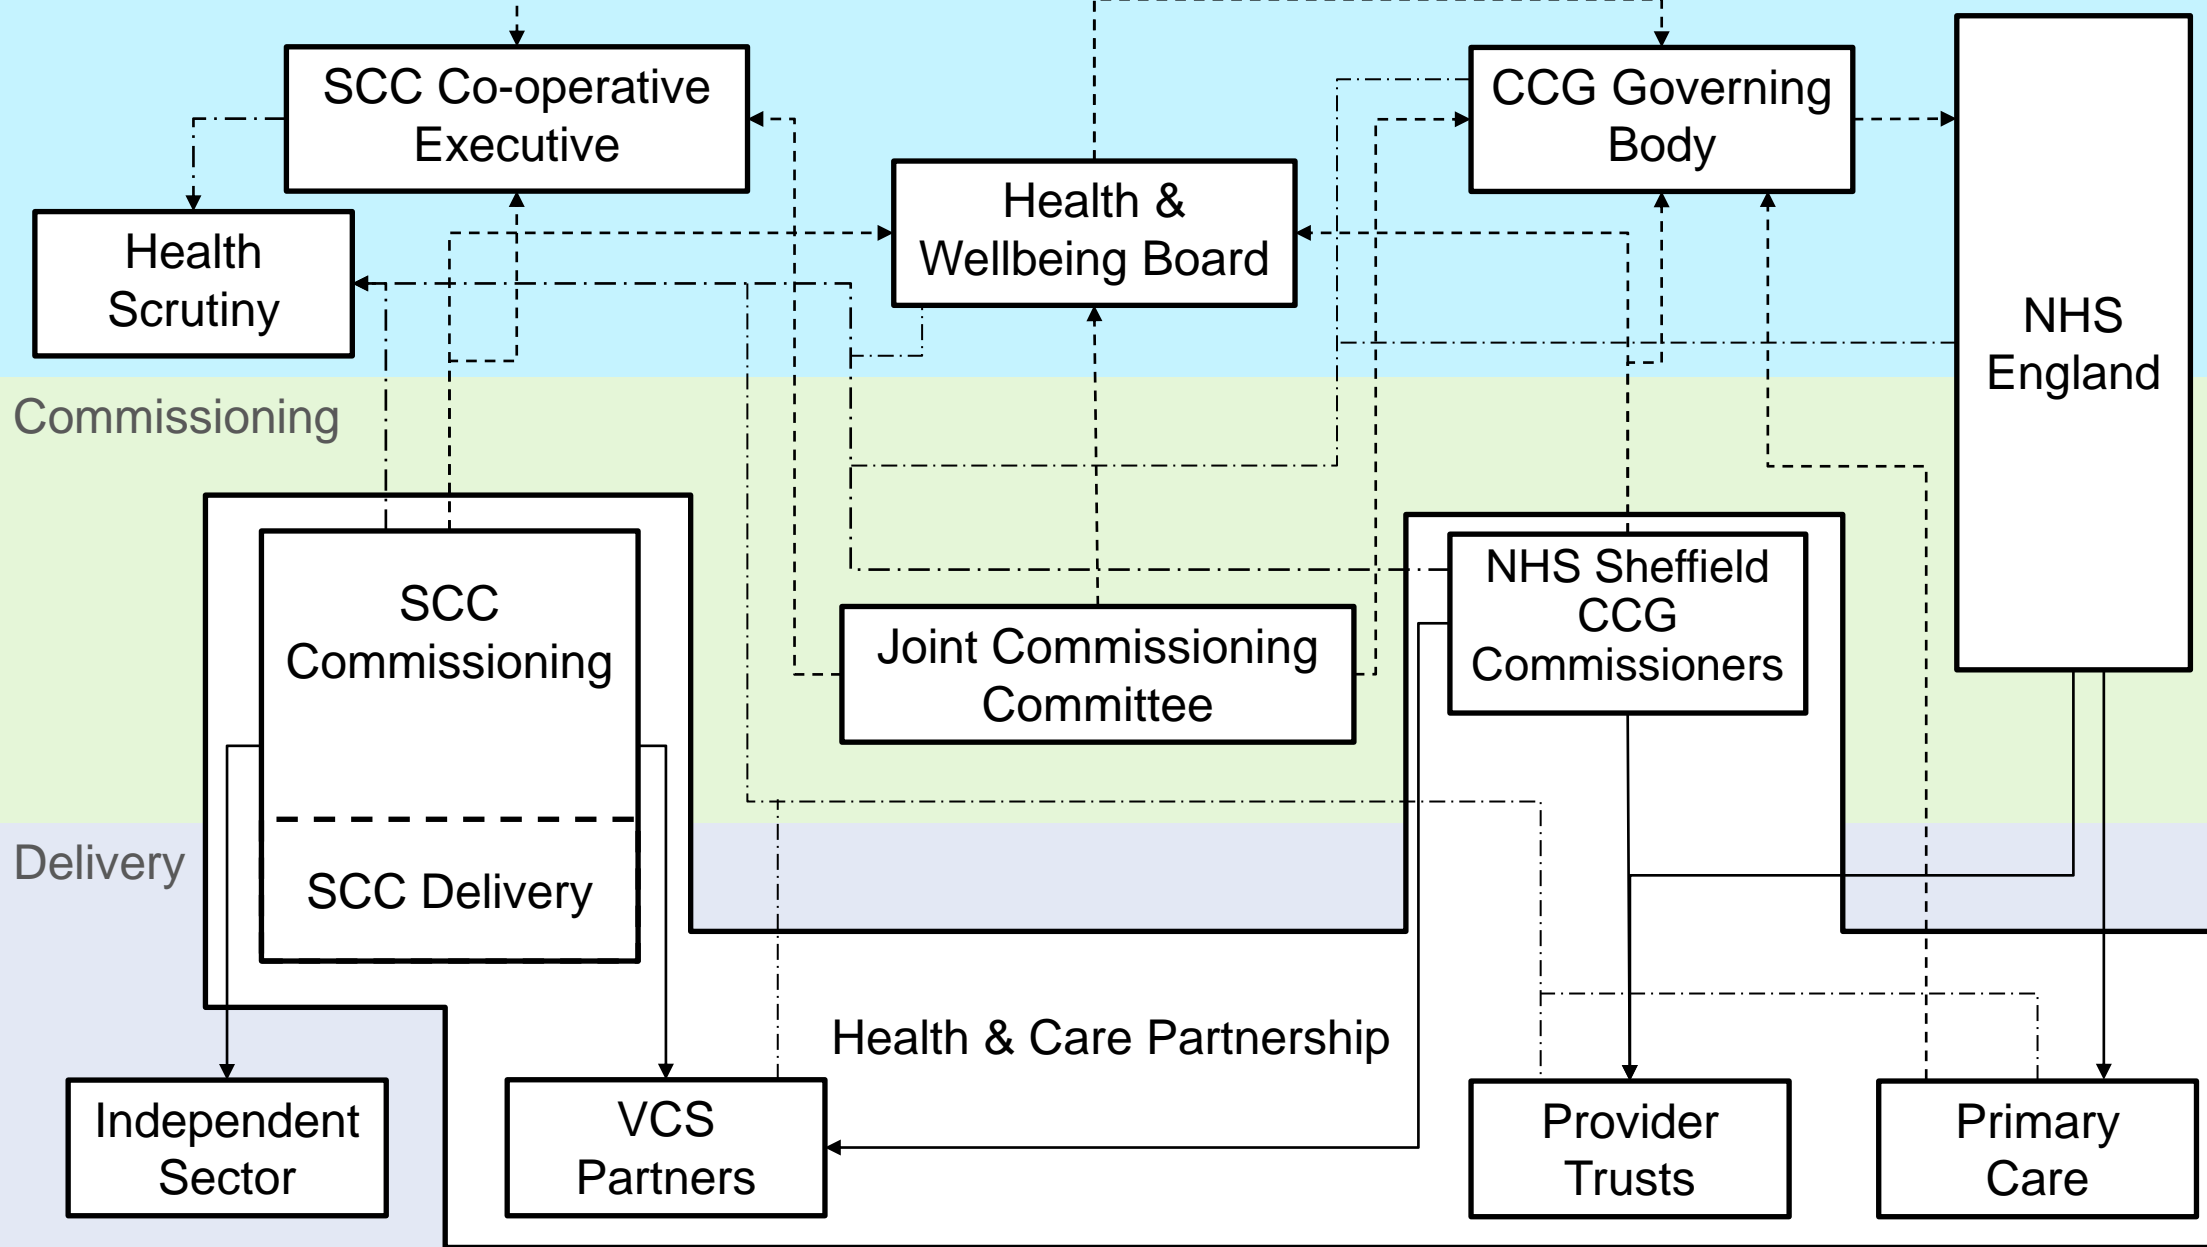 SCC Co-operative
Executive
CCG Governing
Body
Health &
Wellbeing Board
Health
Scrutiny
NHS
England
Commissioning
SCC
Commissioning
Joint Commissioning
Committee
NHS Sheffield
CCG
Commissioners
Delivery
SCC Delivery
Health & Care Partnership
Independent
Sector
VCS
Partners
Provider
Trusts
Primary
Care